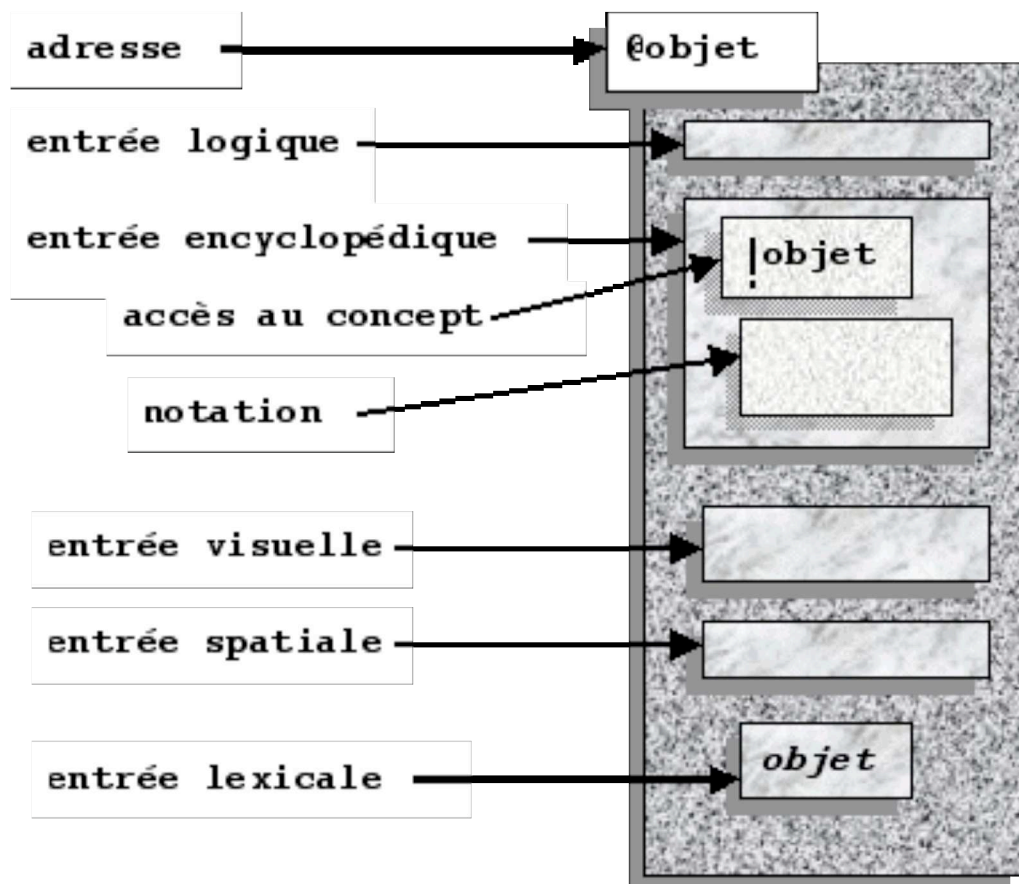 adresse
@objet
entrée logique
entrée encyclopédique
!objet
accès au concept
notation
entrée visuelle
entrée spatiale
entrée lexicale
objet